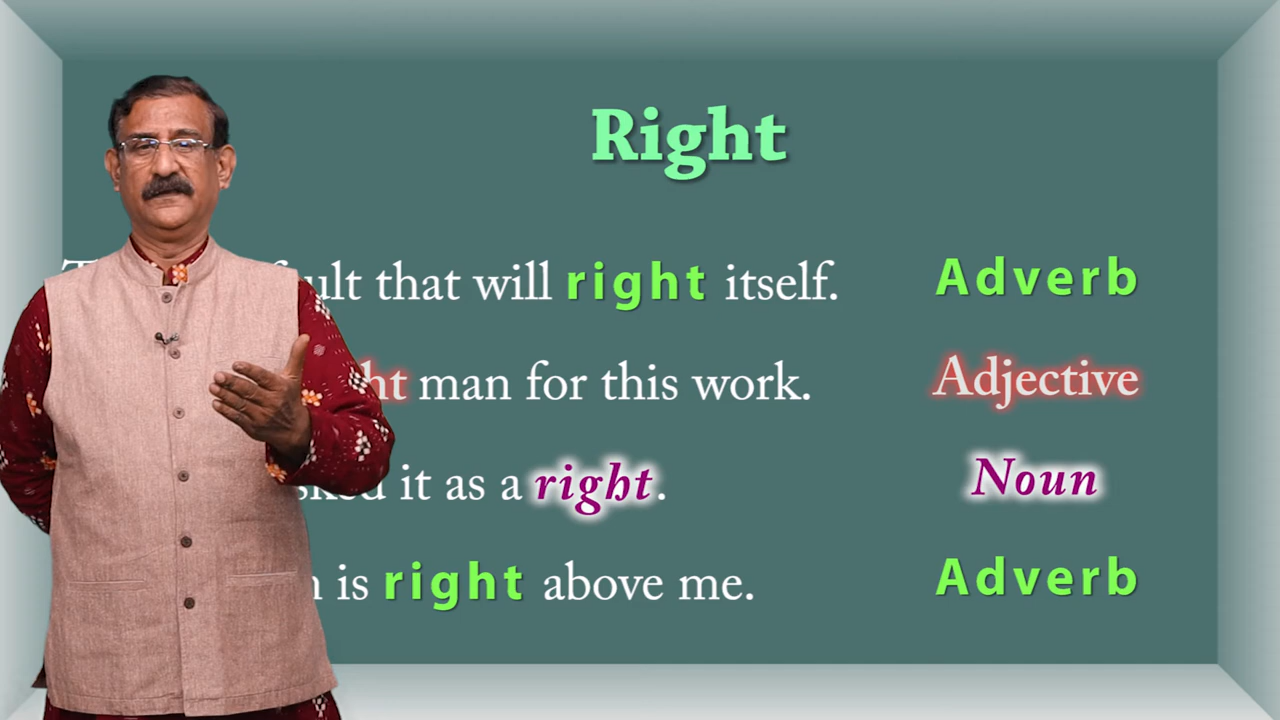 Right
that will right itself. Adverb
man for this work. Adjective
it as a right. Noun
is right above me. Adverb